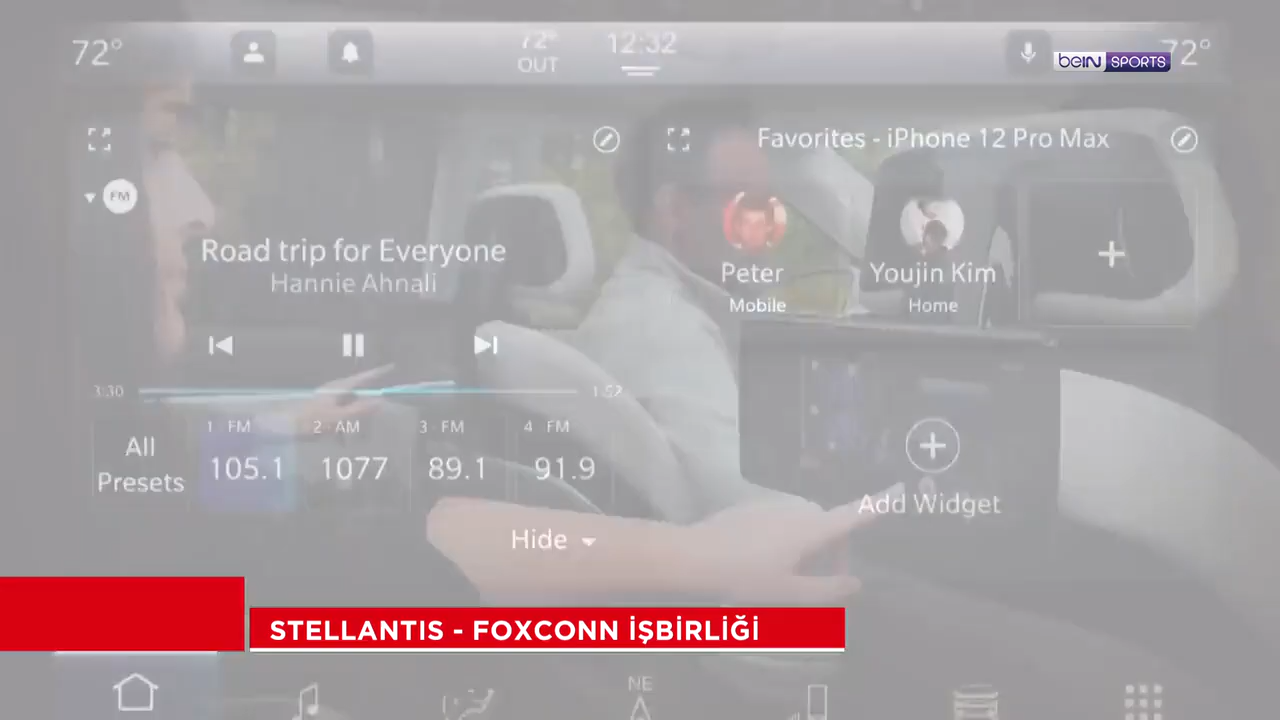 72°
72°
OUT
12:32
72°
beIN SPORTS
Favorites - iPhone 12 Pro Max
FM
Road trip for Everyone
Hannie Ahnali
Peter
Mobile
Youjin Kim
Home
3:30
1:52
All
Presets
1 FM
105.1
2 AM
1077
3 FM
89.1
4 FM
91.9
Add Widget
Hide
STELLANTIS - FOXCONN İŞBİRLİĞİ
NE